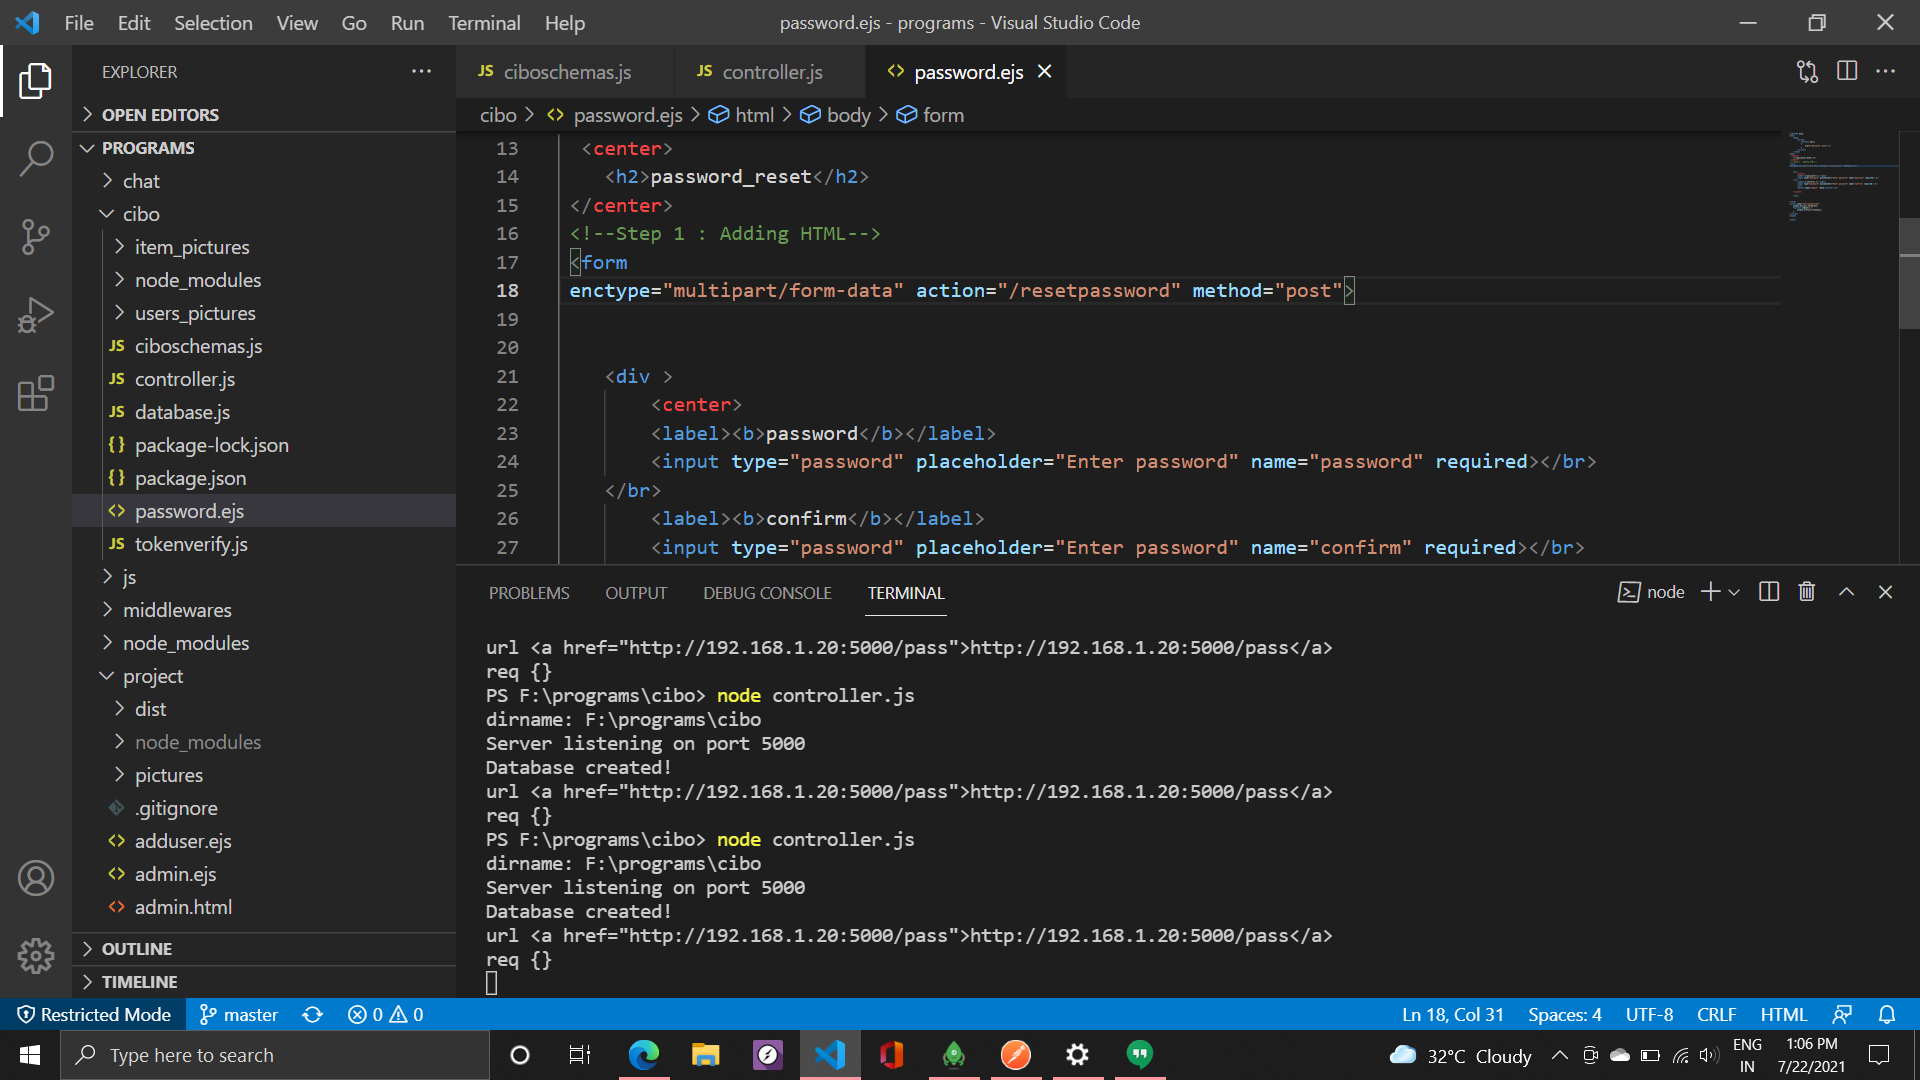 File Edit Selection View Go Run Terminal Help
password.ejs - programs - Visual Studio Code
EXPLORER
OPEN EDITORS
PROGRAMS
chat
cibo
item_pictures
node_modules
users_pictures
JS ciboschemas.js
JS controller.js
JS database.js
{} package-lock.json
{} package.json
<> password.ejs
JS tokenverify.js
js
middlewares
node_modules
project
dist
node_modules
pictures
.gitignore
<> adduser.ejs
<> admin.ejs
<> admin.html
OUTLINE
TIMELINE
JS ciboschemas.js JS controller.js <> password.ejs
cibo > <> password.ejs > html > body > form
13 <center>
14 <h2>password_reset</h2>
15 </center>
16 <!--Step 1 : Adding HTML-->
17 <form
18 enctype="multipart/form-data" action="/resetpassword" method="post">
19
20
21 <div >
22 <center>
23 <label><b>password</b></label>
24 <input type="password" placeholder="Enter password" name="password" required></br>
25 </br>
26 <label><b>confirm</b></label>
27 <input type="password" placeholder="Enter password" name="confirm" required></br>
PROBLEMS OUTPUT DEBUG CONSOLE TERMINAL
node
url <a href="http://192.168.1.20:5000/pass">http://192.168.1.20:5000/pass</a>
req {}
PS F:\programs\cibo> node controller.js
dirname: F:\programs\cibo
Server listening on port 5000
Database created!
url <a href="http://192.168.1.20:5000/pass">http://192.168.1.20:5000/pass</a>
req {}
PS F:\programs\cibo> node controller.js
dirname: F:\programs\cibo
Server listening on port 5000
Database created!
url <a href="http://192.168.1.20:5000/pass">http://192.168.1.20:5000/pass</a>
req {}
Restricted Mode master 0 0
Ln 18, Col 31 Spaces: 4 UTF-8 CRLF HTML
Type here to search
32°C Cloudy
ENG
IN
1:06 PM
7/22/2021